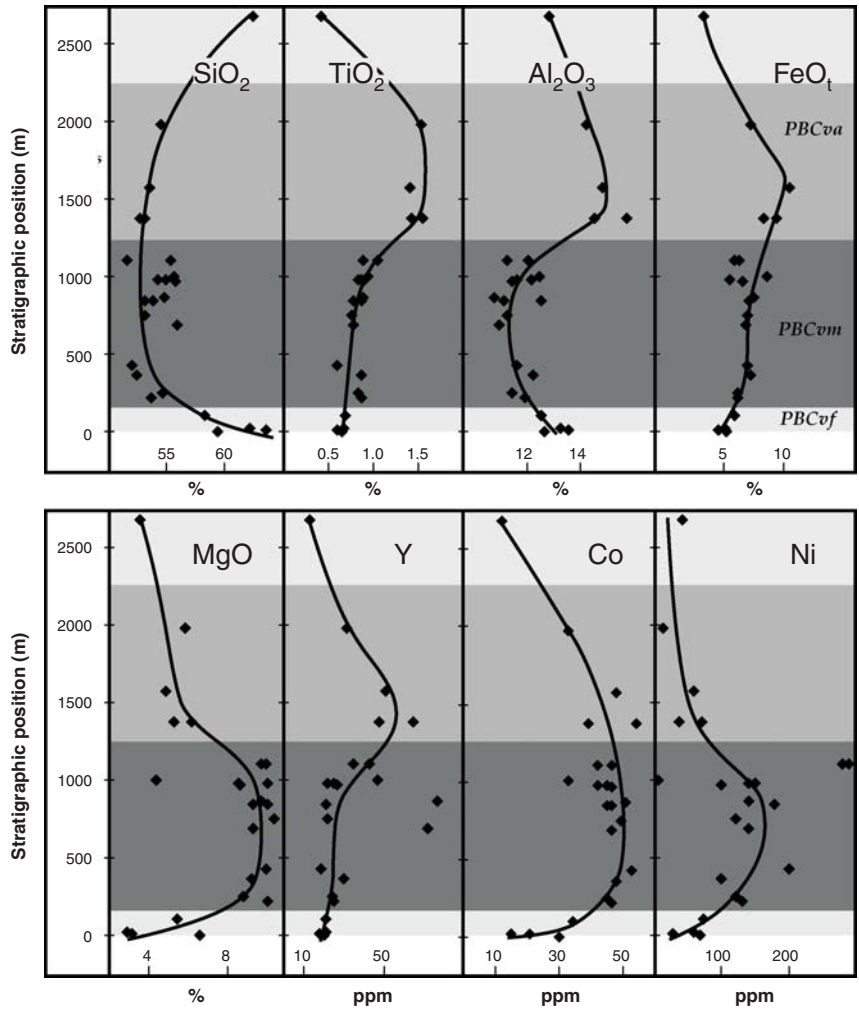 SiO2 TiO2 Al2O3 FeOt
2500
2000
1500
1000
500
0
Stratigraphic position (m)
PBCva
PBCvm
PBCvf
55 60 0.5 1.0 1.5 12 14 5 10
% % % %
MgO Y Co Ni
2500
2000
1500
1000
500
0
Stratigraphic position (m)
4 8 10 50 10 30 50 100 200
% ppm ppm ppm